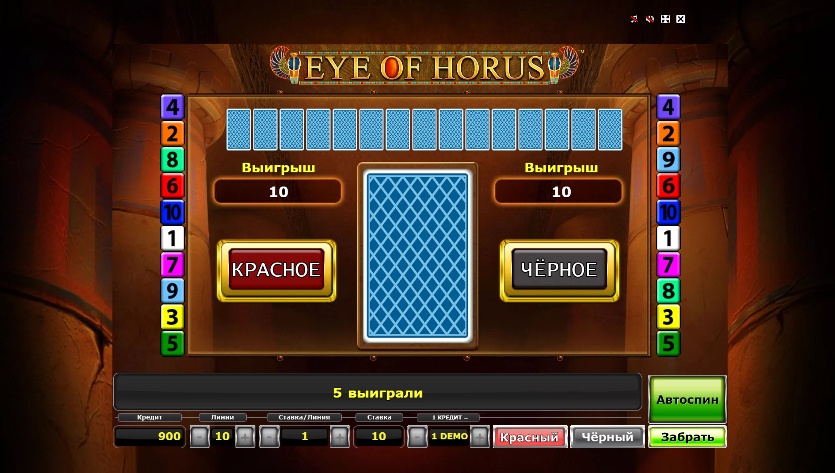 EYE OF HORUS
4
2
8
6
10
1
7
9
3
5
Выигрыш
10
КРАСНОЕ
Выигрыш
10
ЧЁРНОЕ
4
2
9
6
10
1
7
8
3
5
5 выиграли
Автоспин
Кредит Линии Ставка/Линия Ставка 1 КРЕДИТ =
900 - 10 + - 1 + 10 - 1 DEMO + Красный Чёрный Забрать